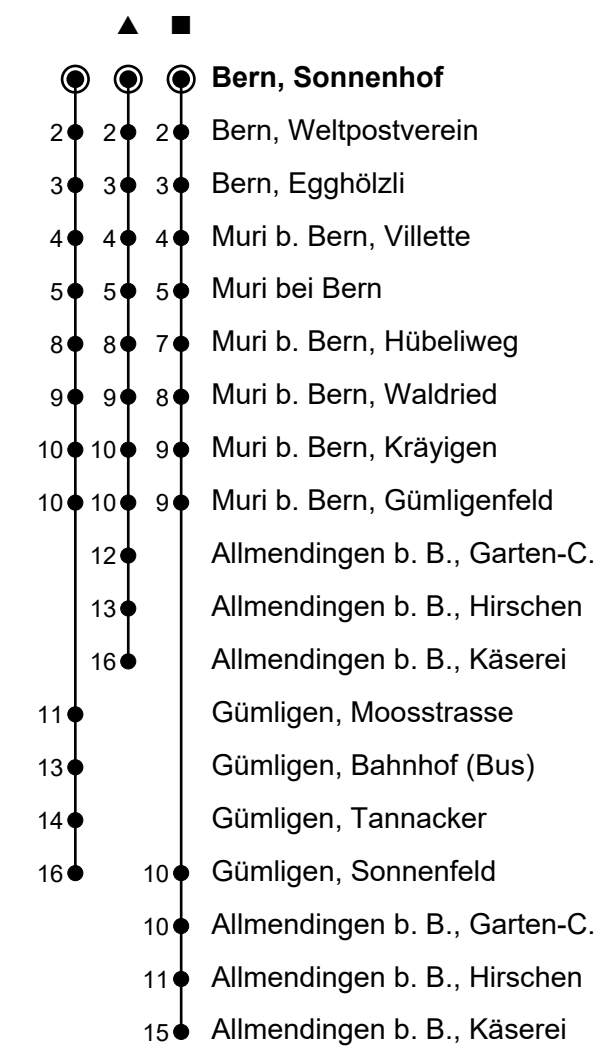 ▲ ■
Bern, Sonnenhof
2 2 2 Bern, Weltpostverein
3 3 3 Bern, Egghölzli
4 4 4 Muri b. Bern, Villette
5 5 5 Muri bei Bern
8 8 7 Muri b. Bern, Hübeliweg
9 9 8 Muri b. Bern, Waldried
10 10 9 Muri b. Bern, Kräyigen
10 10 9 Muri b. Bern, Gümligenfeld
12 Allmendingen b. B., Garten-C.
13 Allmendingen b. B., Hirschen
16 Allmendingen b. B., Käserei
11 Gümligen, Moosstrasse
13 Gümligen, Bahnhof (Bus)
14 Gümligen, Tannacker
16 10 Gümligen, Sonnenfeld
10 Allmendingen b. B., Garten-C.
11 Allmendingen b. B., Hirschen
15 Allmendingen b. B., Käserei